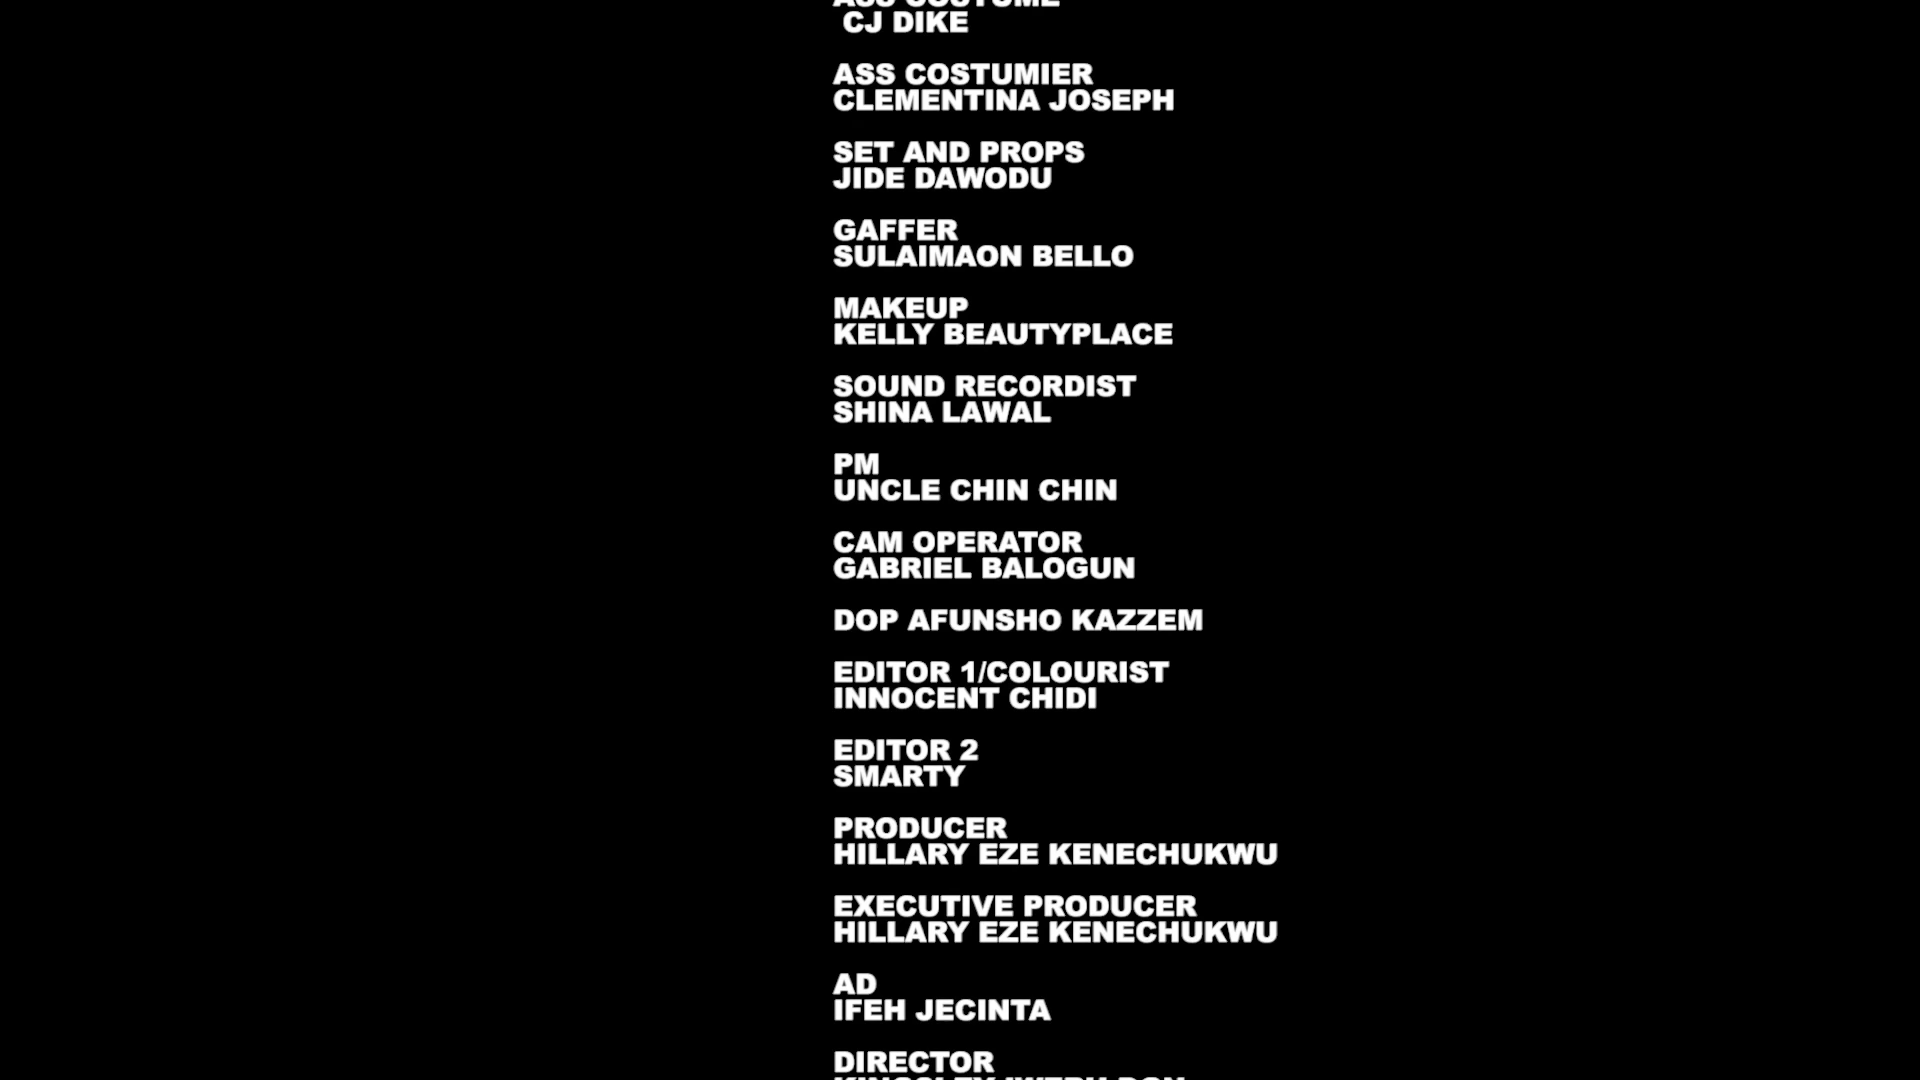 ASS COSTUME
CJ DIKE
ASS COSTUMIER
CLEMENTINA JOSEPH
SET AND PROPS
JIDE DAWODU
GAFFER
SULAIMAON BELLO
MAKEUP
KELLY BEAUTYPLACE
SOUND RECORDIST
SHINA LAWAL
PM
UNCLE CHIN CHIN
CAM OPERATOR
GABRIEL BALOGUN
DOP AFUNSHO KAZZEM
EDITOR 1/COLOURIST
INNOCENT CHIDI
EDITOR 2
SMARTY
PRODUCER
HILLARY EZE KENECHUKWU
EXECUTIVE PRODUCER
HILLARY EZE KENECHUKWU
AD
IFEH JECINTA
DIRECTOR